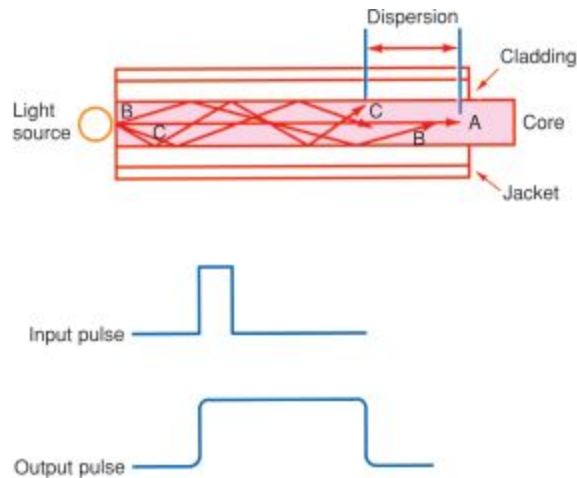 Dispersion
Cladding
Light
source
B
C
C
B
A
Core
Jacket
Input pulse
Output pulse